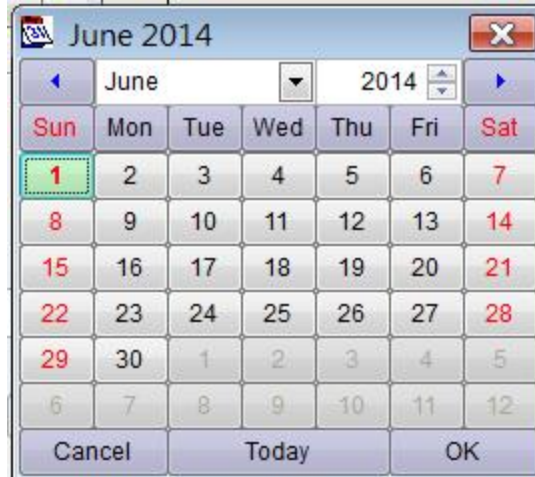 June 2014
June 2014
Sun Mon Tue Wed Thu Fri Sat
1 2 3 4 5 6 7
8 9 10 11 12 13 14
15 16 17 18 19 20 21
22 23 24 25 26 27 28
29 30 1 2 3 4 5
6 7 8 9 10 11 12
Cancel Today OK